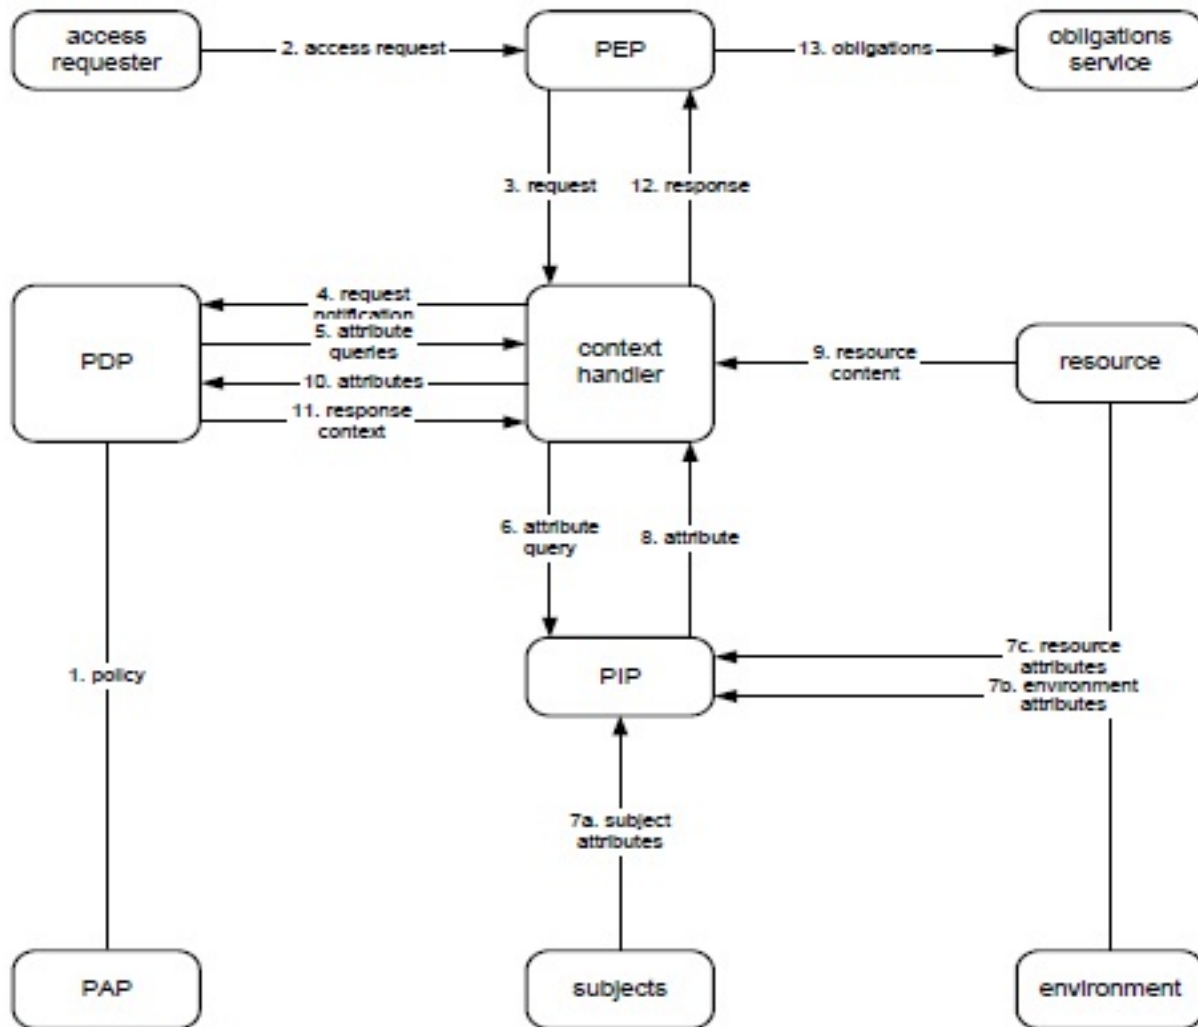 access
requester
2. access request
PEP
13. obligations
obligations
service
3. request
12. response
4. request
notification
5. attribute
queries
10. attributes
11. response
context
PDP
context
handler
9. resource
content
resource
6. attribute
query
8. attribute
1. policy
PIP
7c. resource
attributes
7b. environment
attributes
7a. subject
attributes
PAP
subjects
environment